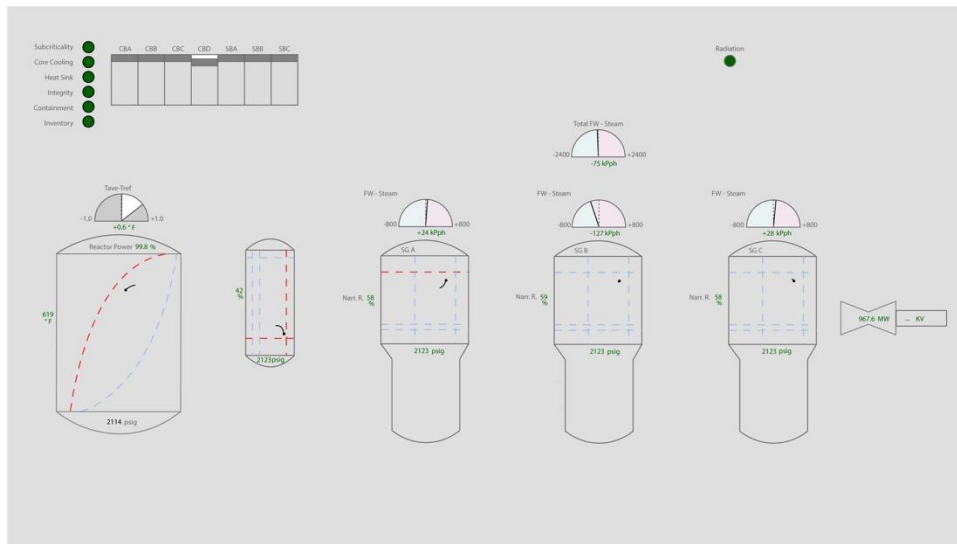 Subcriticality
Core Cooling
Heat Sink
Integrity
Containment
Inventory
CBA CBB CBC CBD SBA SBB SBC
Radiation
Total FW - Steam
-2400 +2400
-75 kPph
Tave-Tref
-1.0 +1.0
+0.6 ° F
FW - Steam
-800 +800
+24 kPph
FW - Steam
-800 +800
-127 kPph
FW - Steam
-800 +800
+28 kPph
Reactor Power 99.8 %
619
° F
2114 psig
42
%
2123psig
SG A
Narr. R. 58
%
2123 psig
SG B
Narr. R. 59
%
2123 psig
SG C
Narr. R. 58
%
2123 psig
967.6 MW
-- KV